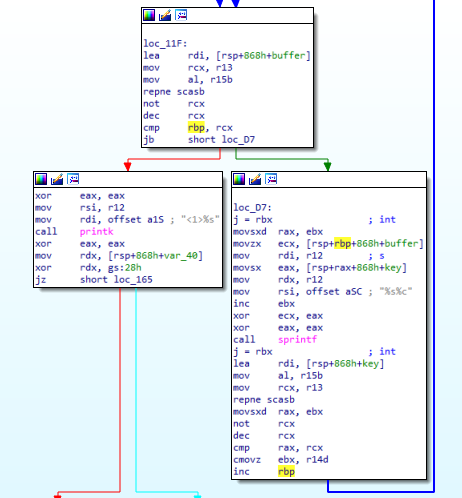 loc_11F:
lea rdi, [rsp+868h+buffer]
mov rcx, r13
mov al, r15b
repne scasb
not rcx
dec rcx
cmp rbp, rcx
jb short loc_D7
xor eax, eax
mov rsi, r12
mov rdi, offset a1S ; "<1>%s"
call printk
xor eax, eax
mov rdx, [rsp+868h+var_40]
xor rdx, gs:28h
jz short loc_165
loc_D7:
j = rbx ; int
movsxd rax, ebx
movzx ecx, [rsp+rbp+868h+buffer]
mov rdi, r12 ; s
movsx eax, [rsp+rax+868h+key]
mov rdx, r12
mov rsi, offset aSC ; "%s%c"
inc ebx
xor ecx, eax
xor eax, eax
call sprintf
j = rbx ; int
lea rdi, [rsp+868h+key]
mov al, r15b
mov rcx, r13
repne scasb
movsxd rax, ebx
not rcx
dec rcx
cmp rax, rcx
cmovz ebx, r14d
inc rbp